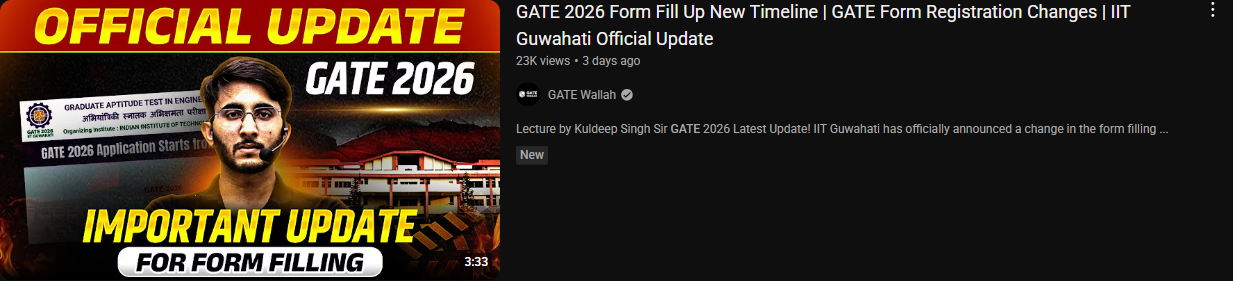 OFFICIAL UPDATE
GATE 2026
GRADUATE APTITUDE TEST IN ENGINE
अभियांत्रिकी स्नातक अभिक्षमता परीक्षा
Organizing Institute : INDIAN INSTITUTE OF TECHNO
GATE 2026
IIT GUWAHATI
GATE 2026 Application Starts fro
IMPORTANT UPDATE
FOR FORM FILLING
3:33
GATE 2026 Form Fill Up New Timeline | GATE Form Registration Changes | IIT
Guwahati Official Update
23K views • 3 days ago
GATE Wallah
Lecture by Kuldeep Singh Sir GATE 2026 Latest Update! IIT Guwahati has officially announced a change in the form filling ...
New